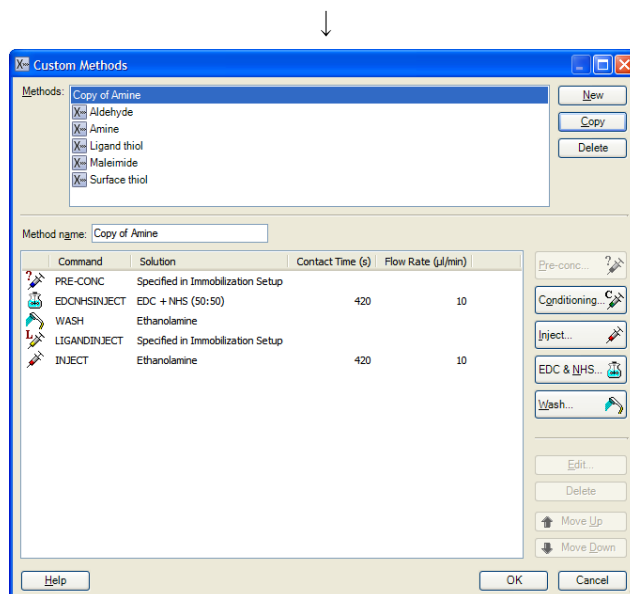 ↓
Custom Methods
Methods:
Copy of Amine
Aldehyde
Amine
Ligand thiol
Maleimide
Surface thiol
New
Copy
Delete
Method name: Copy of Amine
Command Solution Contact Time (s) Flow Rate (µl/min)
PRE-CONC Specified in Immobilization Setup
EDCNHSINJECT EDC + NHS (50:50) 420 10
WASH Ethanolamine
LIGANDINJECT Specified in Immobilization Setup
INJECT Ethanolamine 420 10
Pre-conc...
Conditioning...
Inject...
EDC & NHS...
Wash...
Edit...
Delete
Move Up
Move Down
Help
OK
Cancel